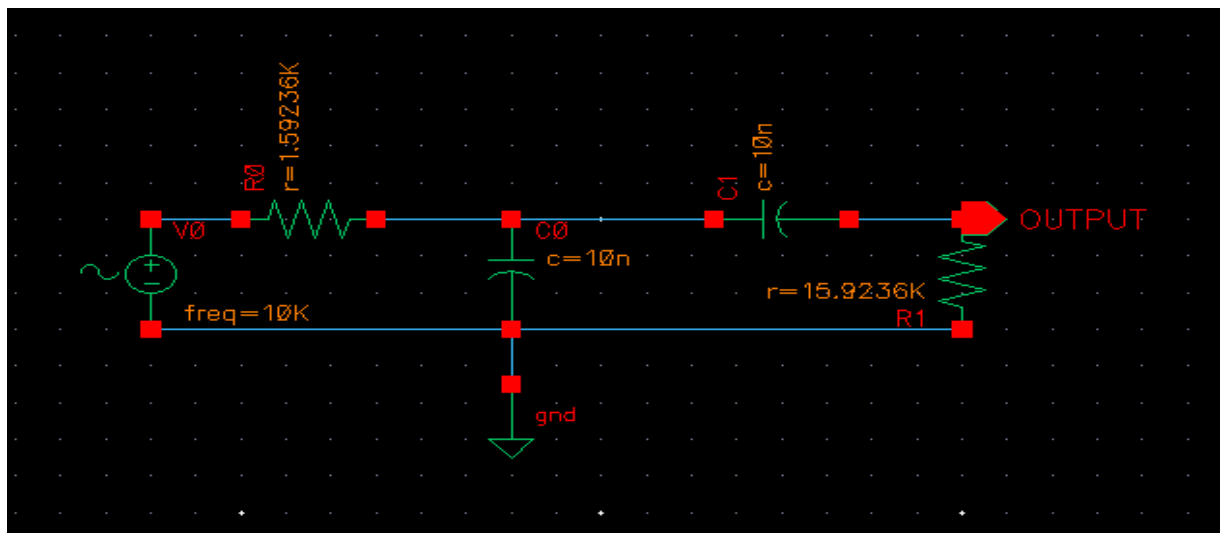 R0
r=1.59236K
V0
freq=10K
C0
c=10n
C1
c=10n
OUTPUT
r=15.9236K
R1
gnd